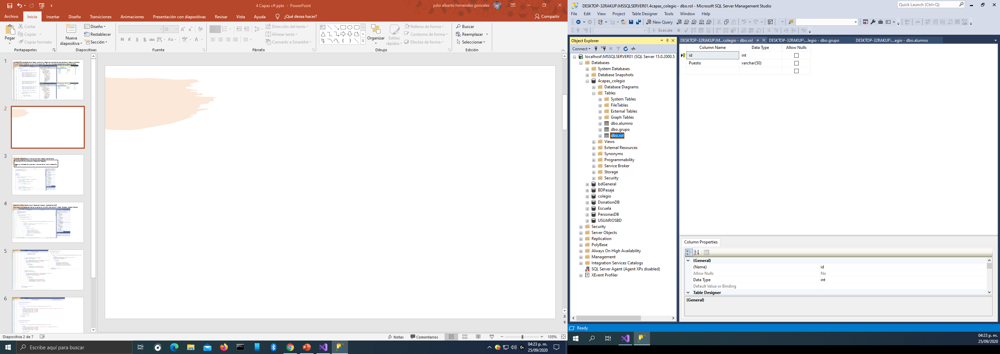 4 Capas c#.pptx - PowerPoint
julio alberto fernandez gonzalez
Archivo
Inicio
Insertar
Diseño
Transiciones
Animaciones
Presentación con diapositivas
Revisar
Vista
Ayuda
¿Qué desea hacer?
Compartir
Pegar
Cortar
Copiar
Copiar formato
Portapapeles
Nueva
diapositiva
Diseño
Restablecer
Sección
Diapositivas
28
Fuente
Dirección del texto
Alinear texto
Convertir a SmartArt
Párrafo
Organizar
Estilos
rápidos
Relleno de forma
Contorno de forma
Efectos de forma
Dibujo
Buscar
Reemplazar
Seleccionar
Edición
1
2
3
4
5
6
Diapositiva 2 de 7
Notas
Comentarios
105%
Escribe aquí para buscar
04:23 p. m.
25/09/2020
DESKTOP-32RAKUF\MSSQLSERVER01.4capas_colegio - dbo.rol - Microsoft SQL Server Management Studio
Quick Launch (Ctrl+Q)
File
Edit
View
Project
Table Designer
Tools
Window
Help
New Query
Execute
Object Explorer
Connect
localhost\MSSQLSERVER01 (SQL Server 15.0.2000.5
Databases
System Databases
Database Snapshots
4capas_colegio
Database Diagrams
Tables
System Tables
FileTables
External Tables
Graph Tables
dbo.alumno
dbo.grupo
dbo.rol
Views
External Resources
Synonyms
Programmability
Service Broker
Storage
Security
bdGeneral
BDPasaje
colegio
DonationDB
Escuela
PersonasDB
USUARIOSBD
Security
Server Objects
Replication
PolyBase
Always On High Availability
Management
Integration Services Catalogs
SQL Server Agent (Agent XPs disabled)
XEvent Profiler
DESKTOP-32RAKUF\M...colegio - dbo.rol
DESKTOP-32RAKUF\...legio - dbo.grupo
DESKTOP-32RAKUF\...egio - dbo.alumno
Column Name
Data Type
Allow Nulls
id
int
Puesto
varchar(50)
Column Properties
(General)
(Name)
id
Allow Nulls
No
Data Type
int
Default Value or Binding
Table Designer
(General)
Ready
04:23 p. m.
25/09/2020